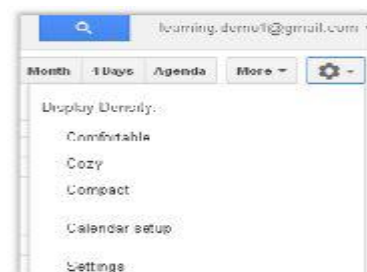 learning.demo1@gmail.com
Month 4 Days Agenda More
Display Density:
Comfortable
Cozy
Compact
Calendar setup
Settings